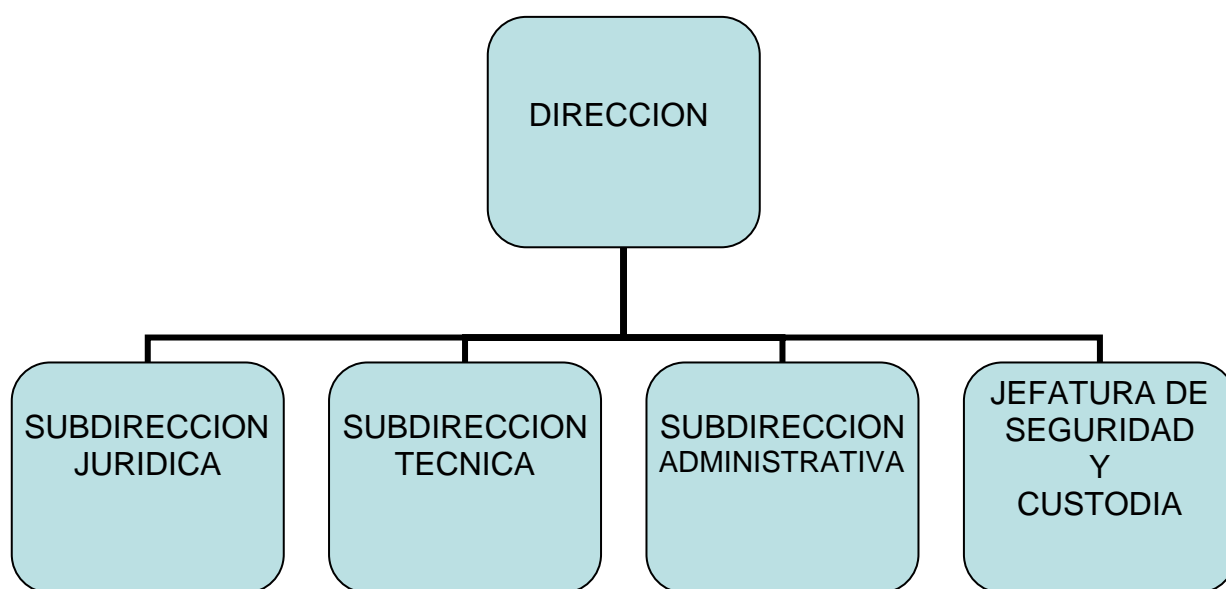 DIRECCION
SUBDIRECCION
JURIDICA
SUBDIRECCION
TECNICA
SUBDIRECCION
ADMINISTRATIVA
JEFATURA DE
SEGURIDAD
Y
CUSTODIA